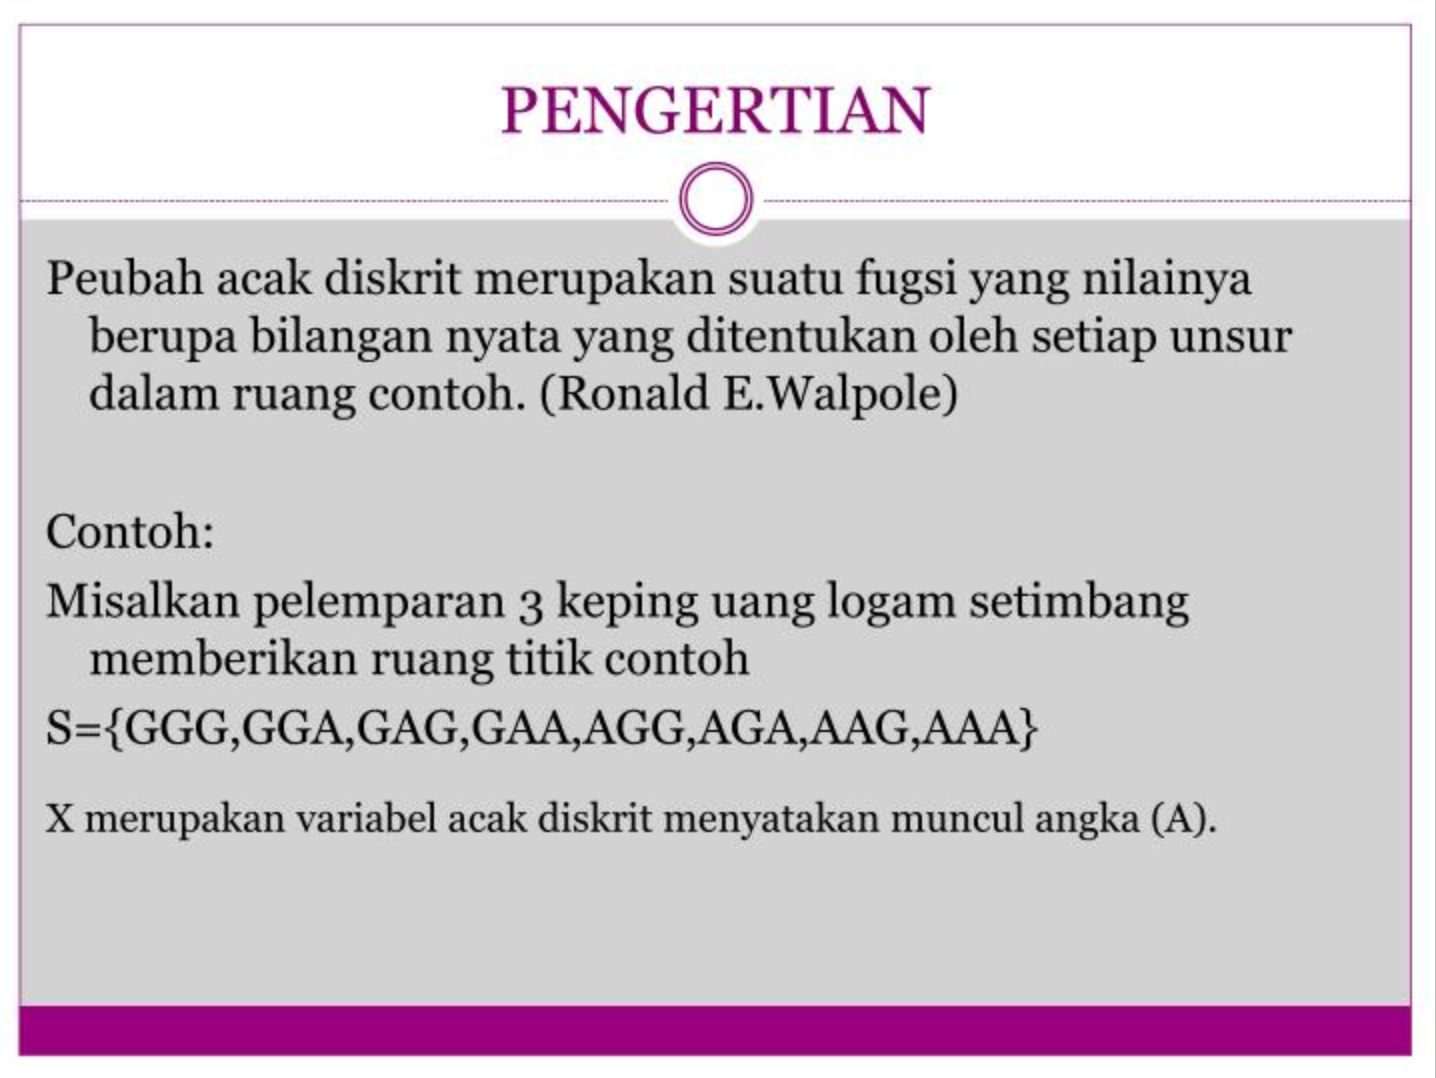 PENGERTIAN
Peubah acak diskrit merupakan suatu fugsi yang nilainya
berupa bilangan nyata yang ditentukan oleh setiap unsur
dalam ruang contoh. (Ronald E.Walpole)
Contoh:
Misalkan pelemparan 3 keping uang logam setimbang
memberikan ruang titik contoh
S={GGG,GGA,GAG,GAA,AGG,AGA,AAG,AAA}
X merupakan variabel acak diskrit menyatakan muncul angka (A).